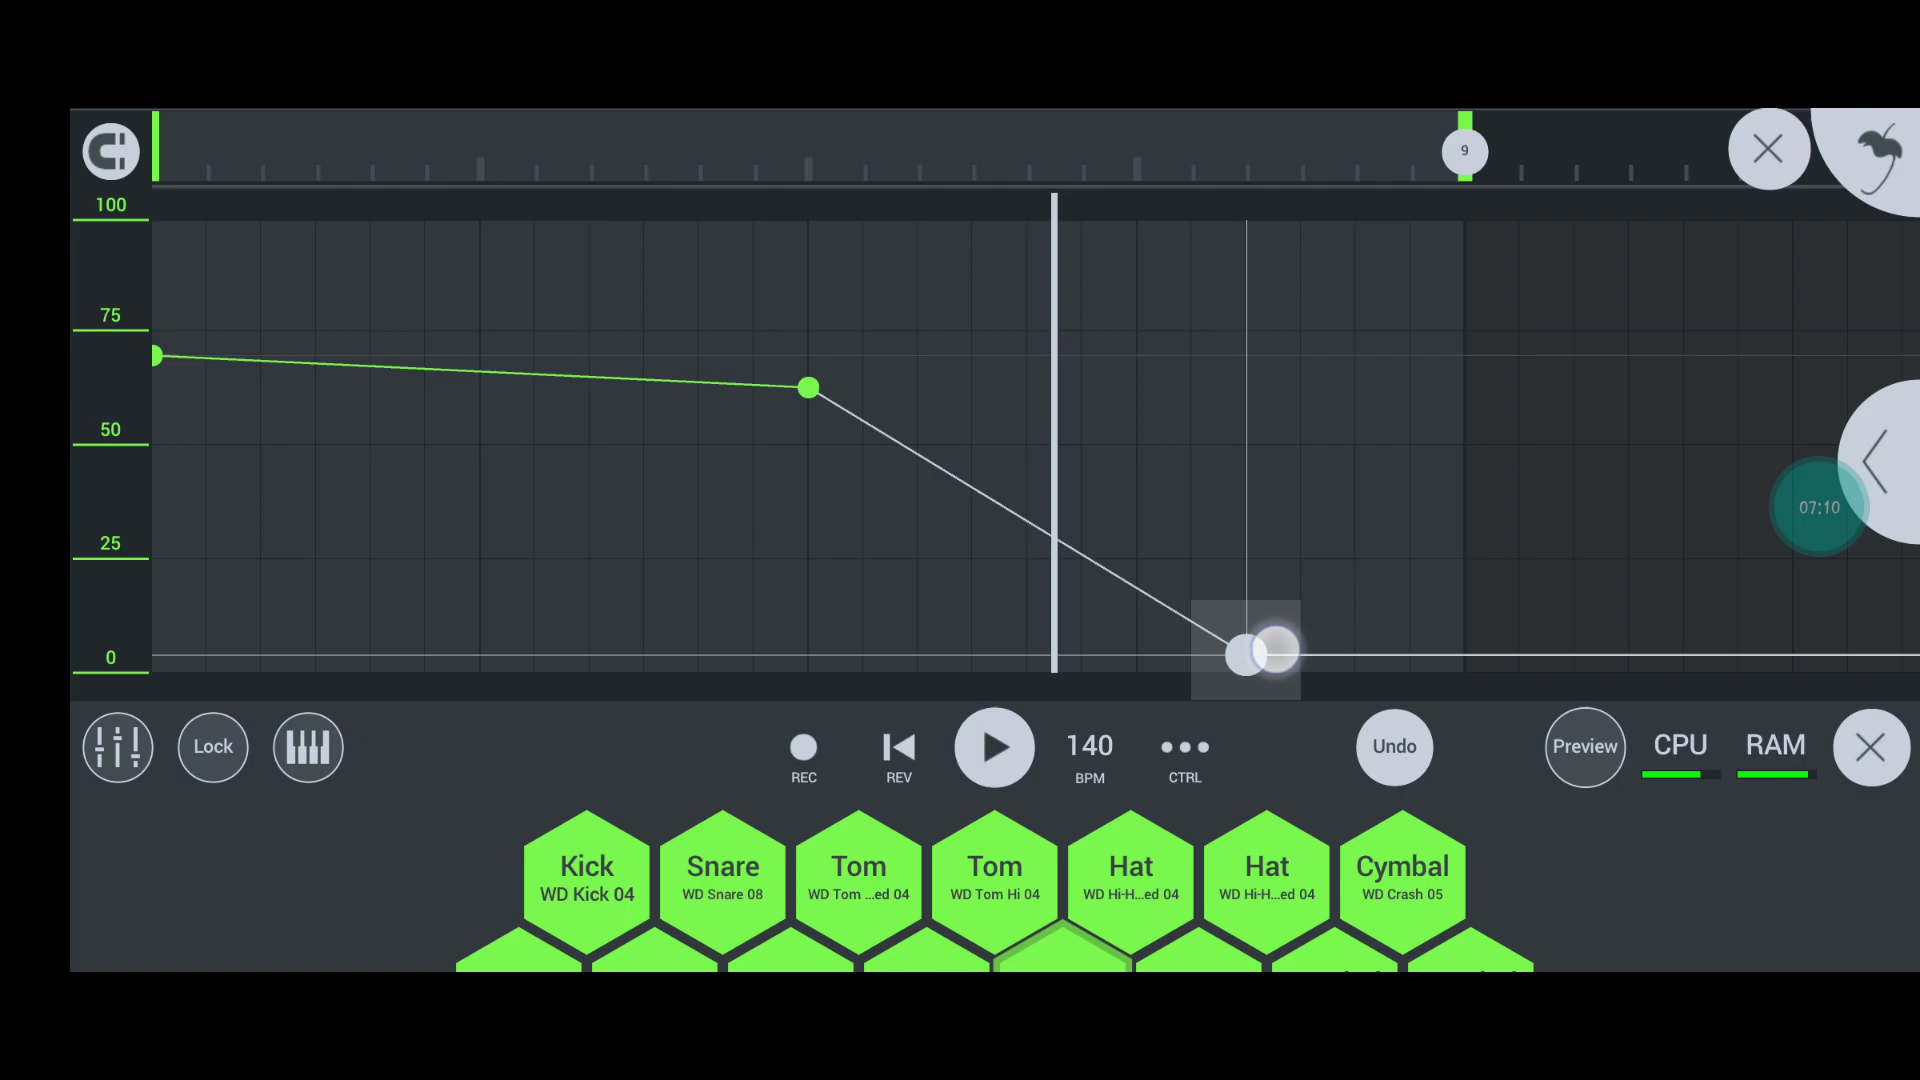 9
100
75
50
25
0
07:10
Lock
REC
REV
140
BPM
CTRL
Undo
Preview
CPU
RAM
Kick
WD Kick 04
Snare
WD Snare 08
Tom
WD Tom ...ed 04
Tom
WD Tom Hi 04
Hat
WD Hi-H...ed 04
Hat
WD Hi-H...ed 04
Cymbal
WD Crash 05